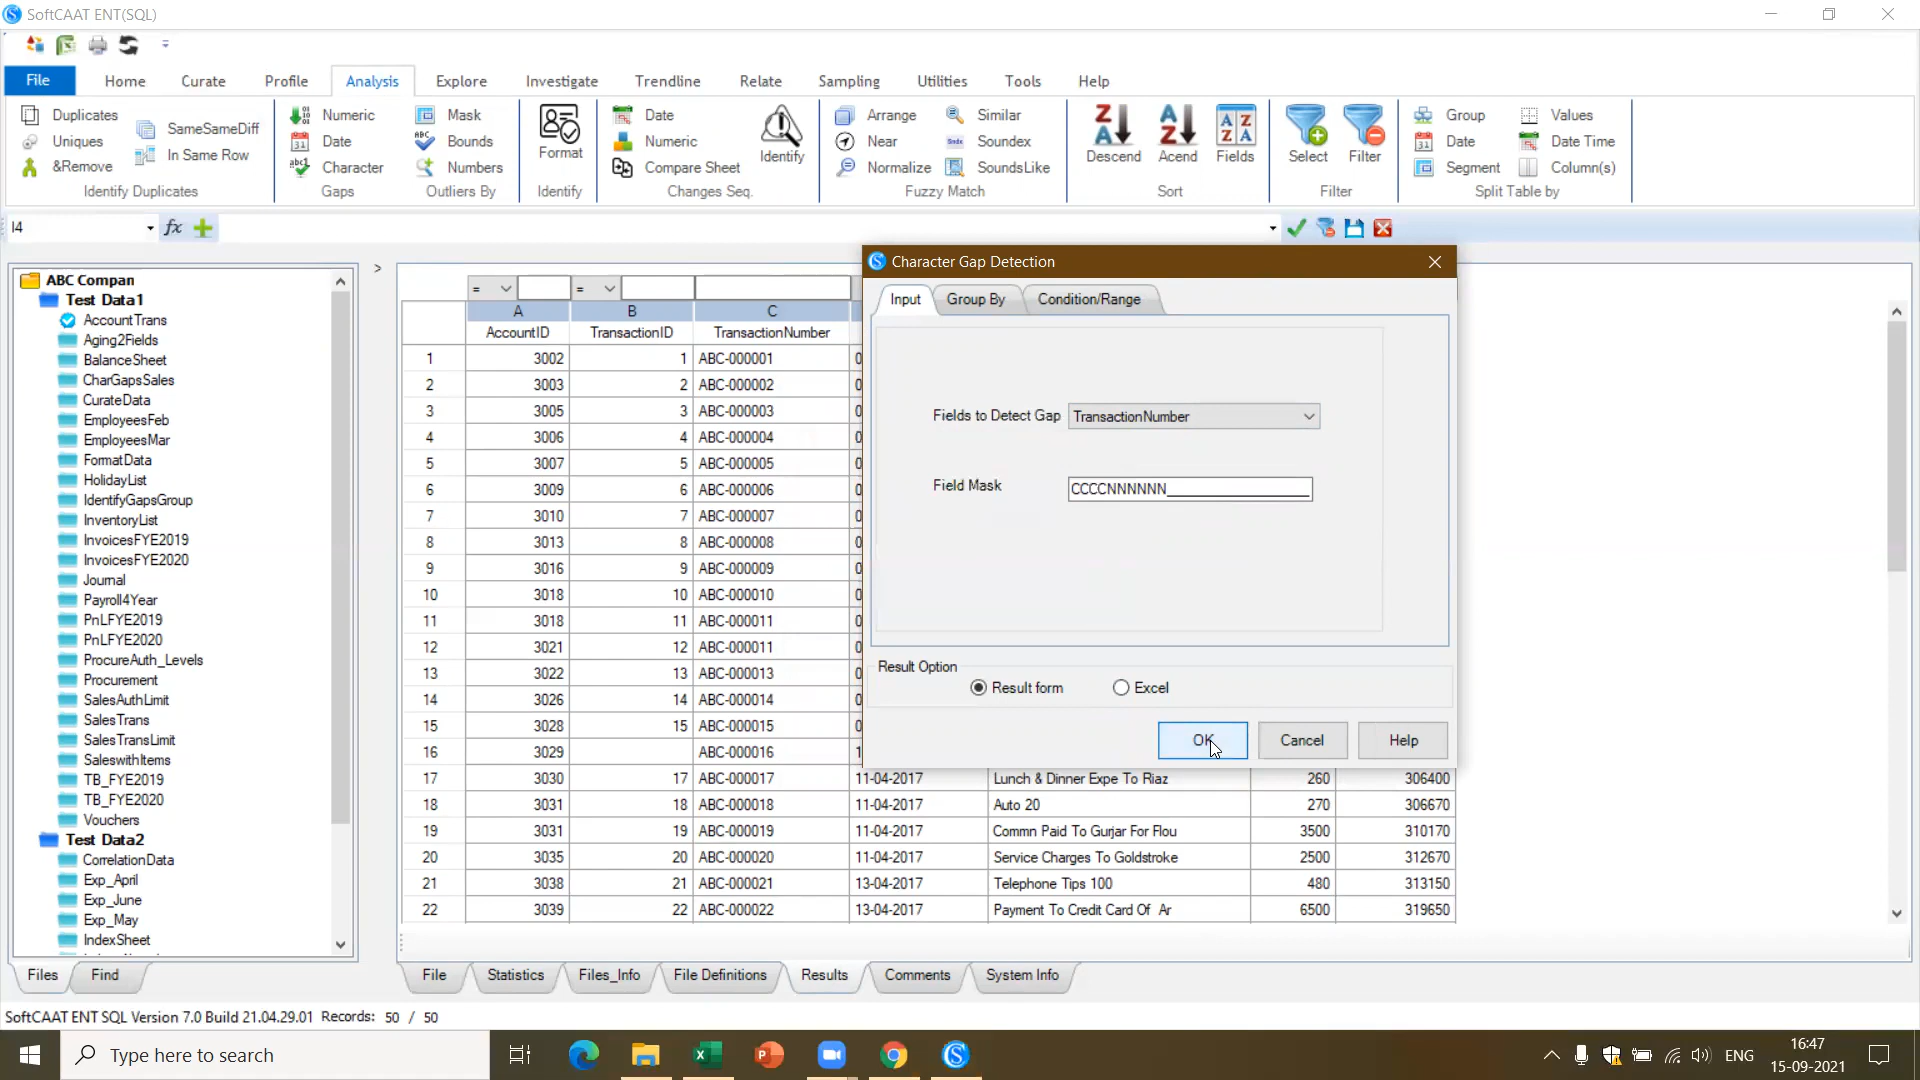 SoftCAAT ENT(SQL)
File Home Curate Profile Analysis Explore Investigate Trendline Relate Sampling Utilities Tools Help
Duplicates
Uniques
&Remove
SameSameDiff
In Same Row
Identify Duplicates
Numeric
Date
Character
Gaps
Mask
Bounds
Numbers
Outliers By
Format
Identify
Date
Numeric
Compare Sheet
Changes Seq.
Identify
Arrange
Near
Normalize
Similar
Soundex
SoundsLike
Fuzzy Match
Descend
Acend
Fields
Sort
Select
Filter
Filter
Group
Date
Segment
Values
Date Time
Column(s)
Split Table by
I4 fx
ABC Compan
Test Data1
AccountTrans
Aging2Fields
BalanceSheet
CharGapsSales
CurateData
EmployeesFeb
EmployeesMar
FormatData
HolidayList
IdentifyGapsGroup
InventoryList
InvoicesFYE2019
InvoicesFYE2020
Journal
Payroll4Year
PnLFYE2019
PnLFYE2020
ProcureAuth_Levels
Procurement
SalesAuthLimit
SalesTrans
SalesTransLimit
SaleswithItems
TB_FYE2019
TB_FYE2020
Vouchers
Test Data2
CorrelationData
Exp_April
Exp_June
Exp_May
IndexSheet
Files Find
>
= =
A B C
AccountID TransactionID TransactionNumber
1 3002 1 ABC-000001 0
2 3003 2 ABC-000002 0
3 3005 3 ABC-000003 0
4 3006 4 ABC-000004 0
5 3007 5 ABC-000005 0
6 3009 6 ABC-000006 0
7 3010 7 ABC-000007 0
8 3013 8 ABC-000008 0
9 3016 9 ABC-000009 0
10 3018 10 ABC-000010 0
11 3018 11 ABC-000011 0
12 3021 12 ABC-000011 0
13 3022 13 ABC-000013 0
14 3026 14 ABC-000014 0
15 3028 15 ABC-000015 0
16 3029 ABC-000016 1
17 3030 17 ABC-000017 11-04-2017 Lunch & Dinner Expe To Riaz 260 306400
18 3031 18 ABC-000018 11-04-2017 Auto 20 270 306670
19 3031 19 ABC-000019 11-04-2017 Commn Paid To Gurjar For Flou 3500 310170
20 3035 20 ABC-000020 11-04-2017 Service Charges To Goldstroke 2500 312670
21 3038 21 ABC-000021 13-04-2017 Telephone Tips 100 480 313150
22 3039 22 ABC-000022 13-04-2017 Payment To Credit Card Of Ar 6500 319650
Character Gap Detection
Input Group By Condition/Range
Fields to Detect Gap TransactionNumber
Field Mask CCCCNNNNNN
Result Option
Result form Excel
OK Cancel Help
File Statistics Files_Info File Definitions Results Comments System Info
SoftCAAT ENT SQL Version 7.0 Build 21.04.29.01 Records: 50 / 50
Type here to search
ENG
16:47
15-09-2021